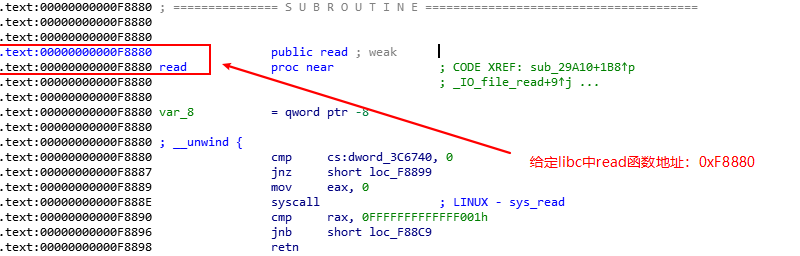 .text:00000000000F8880 ; =============== S U B R O U T I N E =======================================
.text:00000000000F8880
.text:00000000000F8880
.text:00000000000F8880 public read ; weak
.text:00000000000F8880 read proc near ; CODE XREF: sub_29A10+1B8↑p
.text:00000000000F8880 ; _IO_file_read+9↑j ...
.text:00000000000F8880
.text:00000000000F8880 var_8 = qword ptr -8
.text:00000000000F8880
.text:00000000000F8880 ; __unwind {
.text:00000000000F8880 cmp cs:dword_3C6740, 0
给定libc中read函数地址：0xF8880
.text:00000000000F8887 jnz short loc_F8899
.text:00000000000F8889 mov eax, 0
.text:00000000000F888E syscall ; LINUX - sys_read
.text:00000000000F8890 cmp rax, 0FFFFFFFFFFFFF001h
.text:00000000000F8896 jnb short loc_F88C9
.text:00000000000F8898 retn